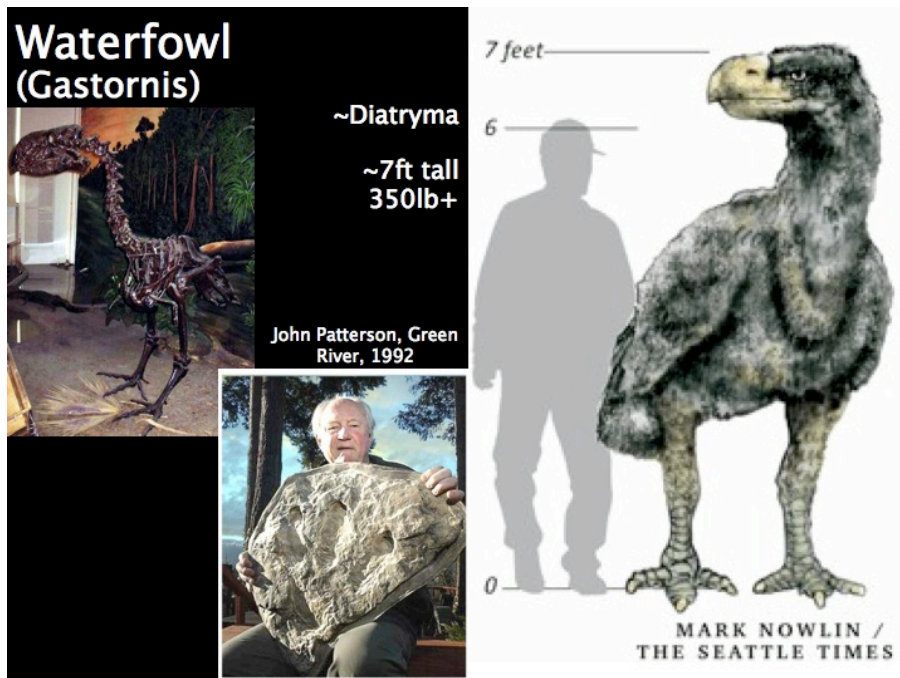 Waterfowl
(Gastornis)
~Diatryma
~7ft tall
350lb+
John Patterson, Green
River, 1992
7 feet
6
0
MARK NOWLIN /
THE SEATTLE TIMES